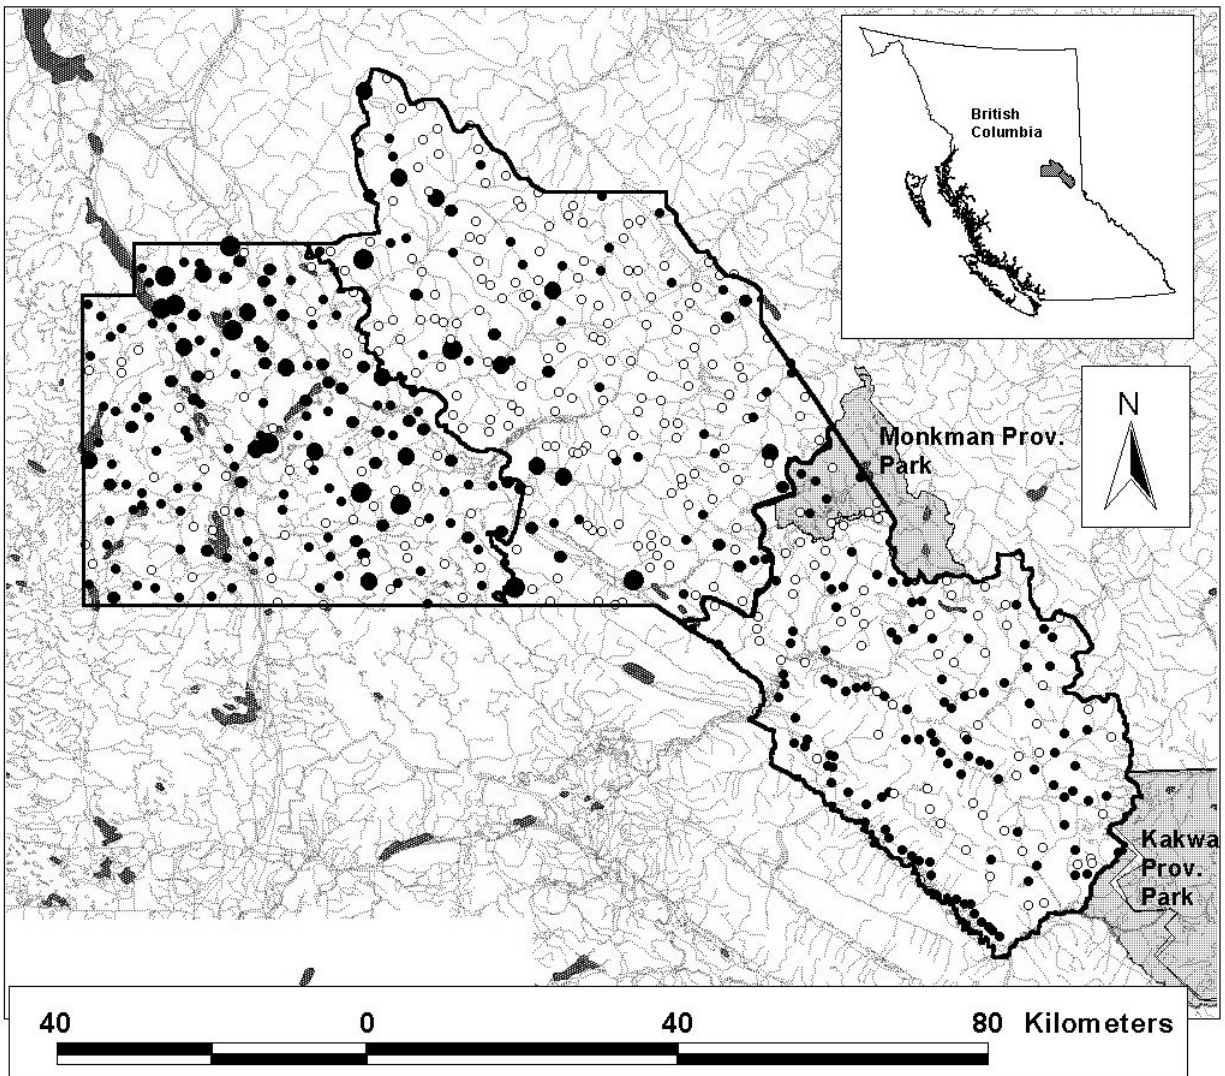 British
Columbia
N
Monkman Prov.
Park
Kakwa
Prov.
Park
40 0 40 80 Kilometers